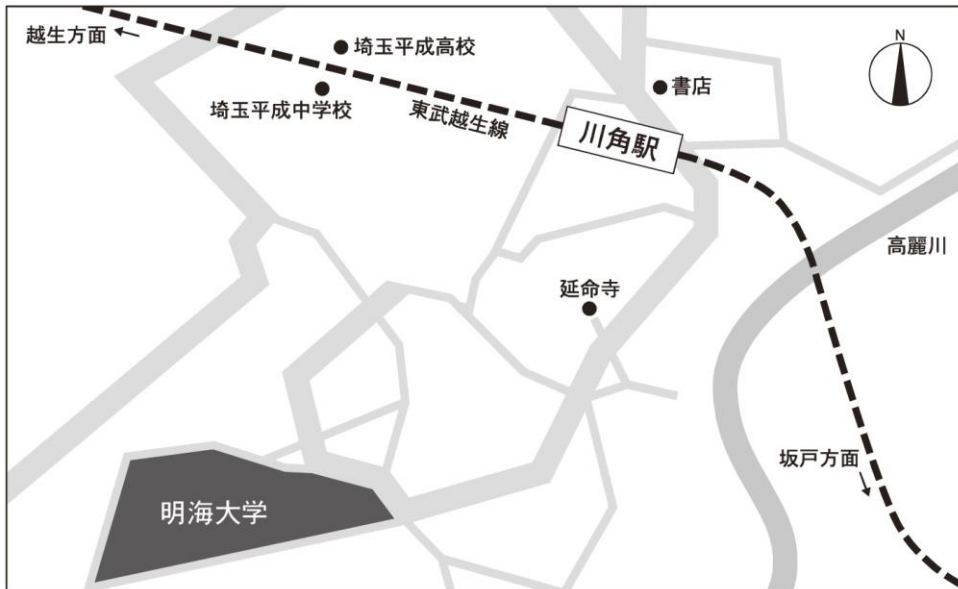 越生方面
埼玉平成高校
埼玉平成中学校
東武越生線
川角駅
書店
N
高麗川
延命寺
坂戸方面
明海大学